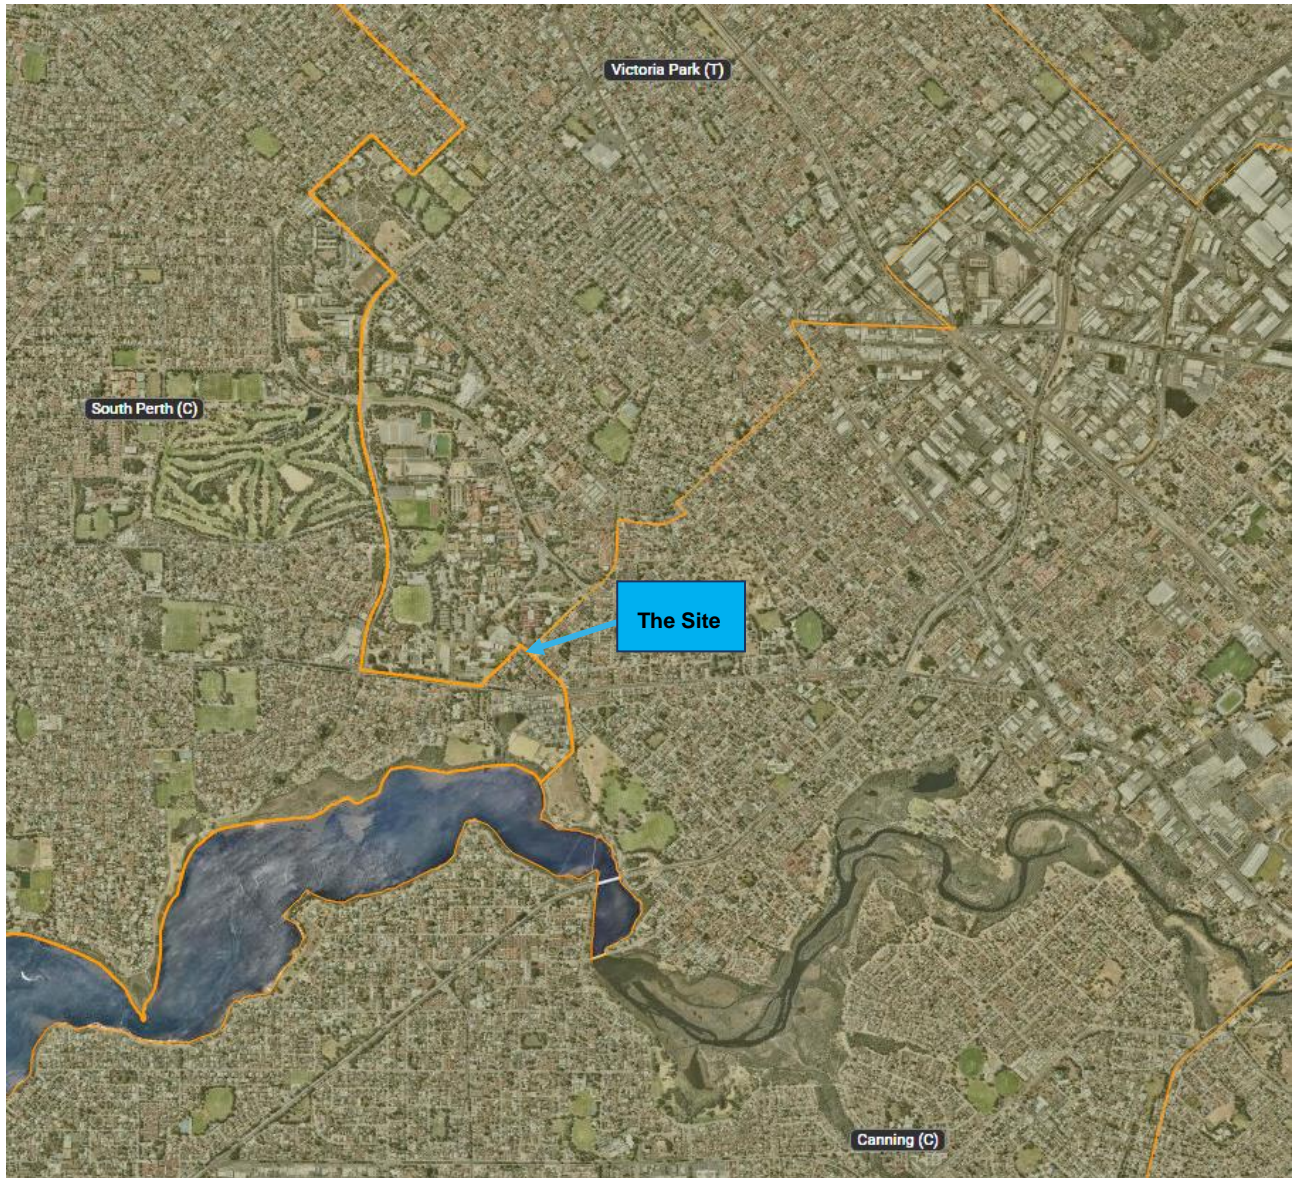 Victoria Park (T)
South Perth (C)
The Site
Canning (C)